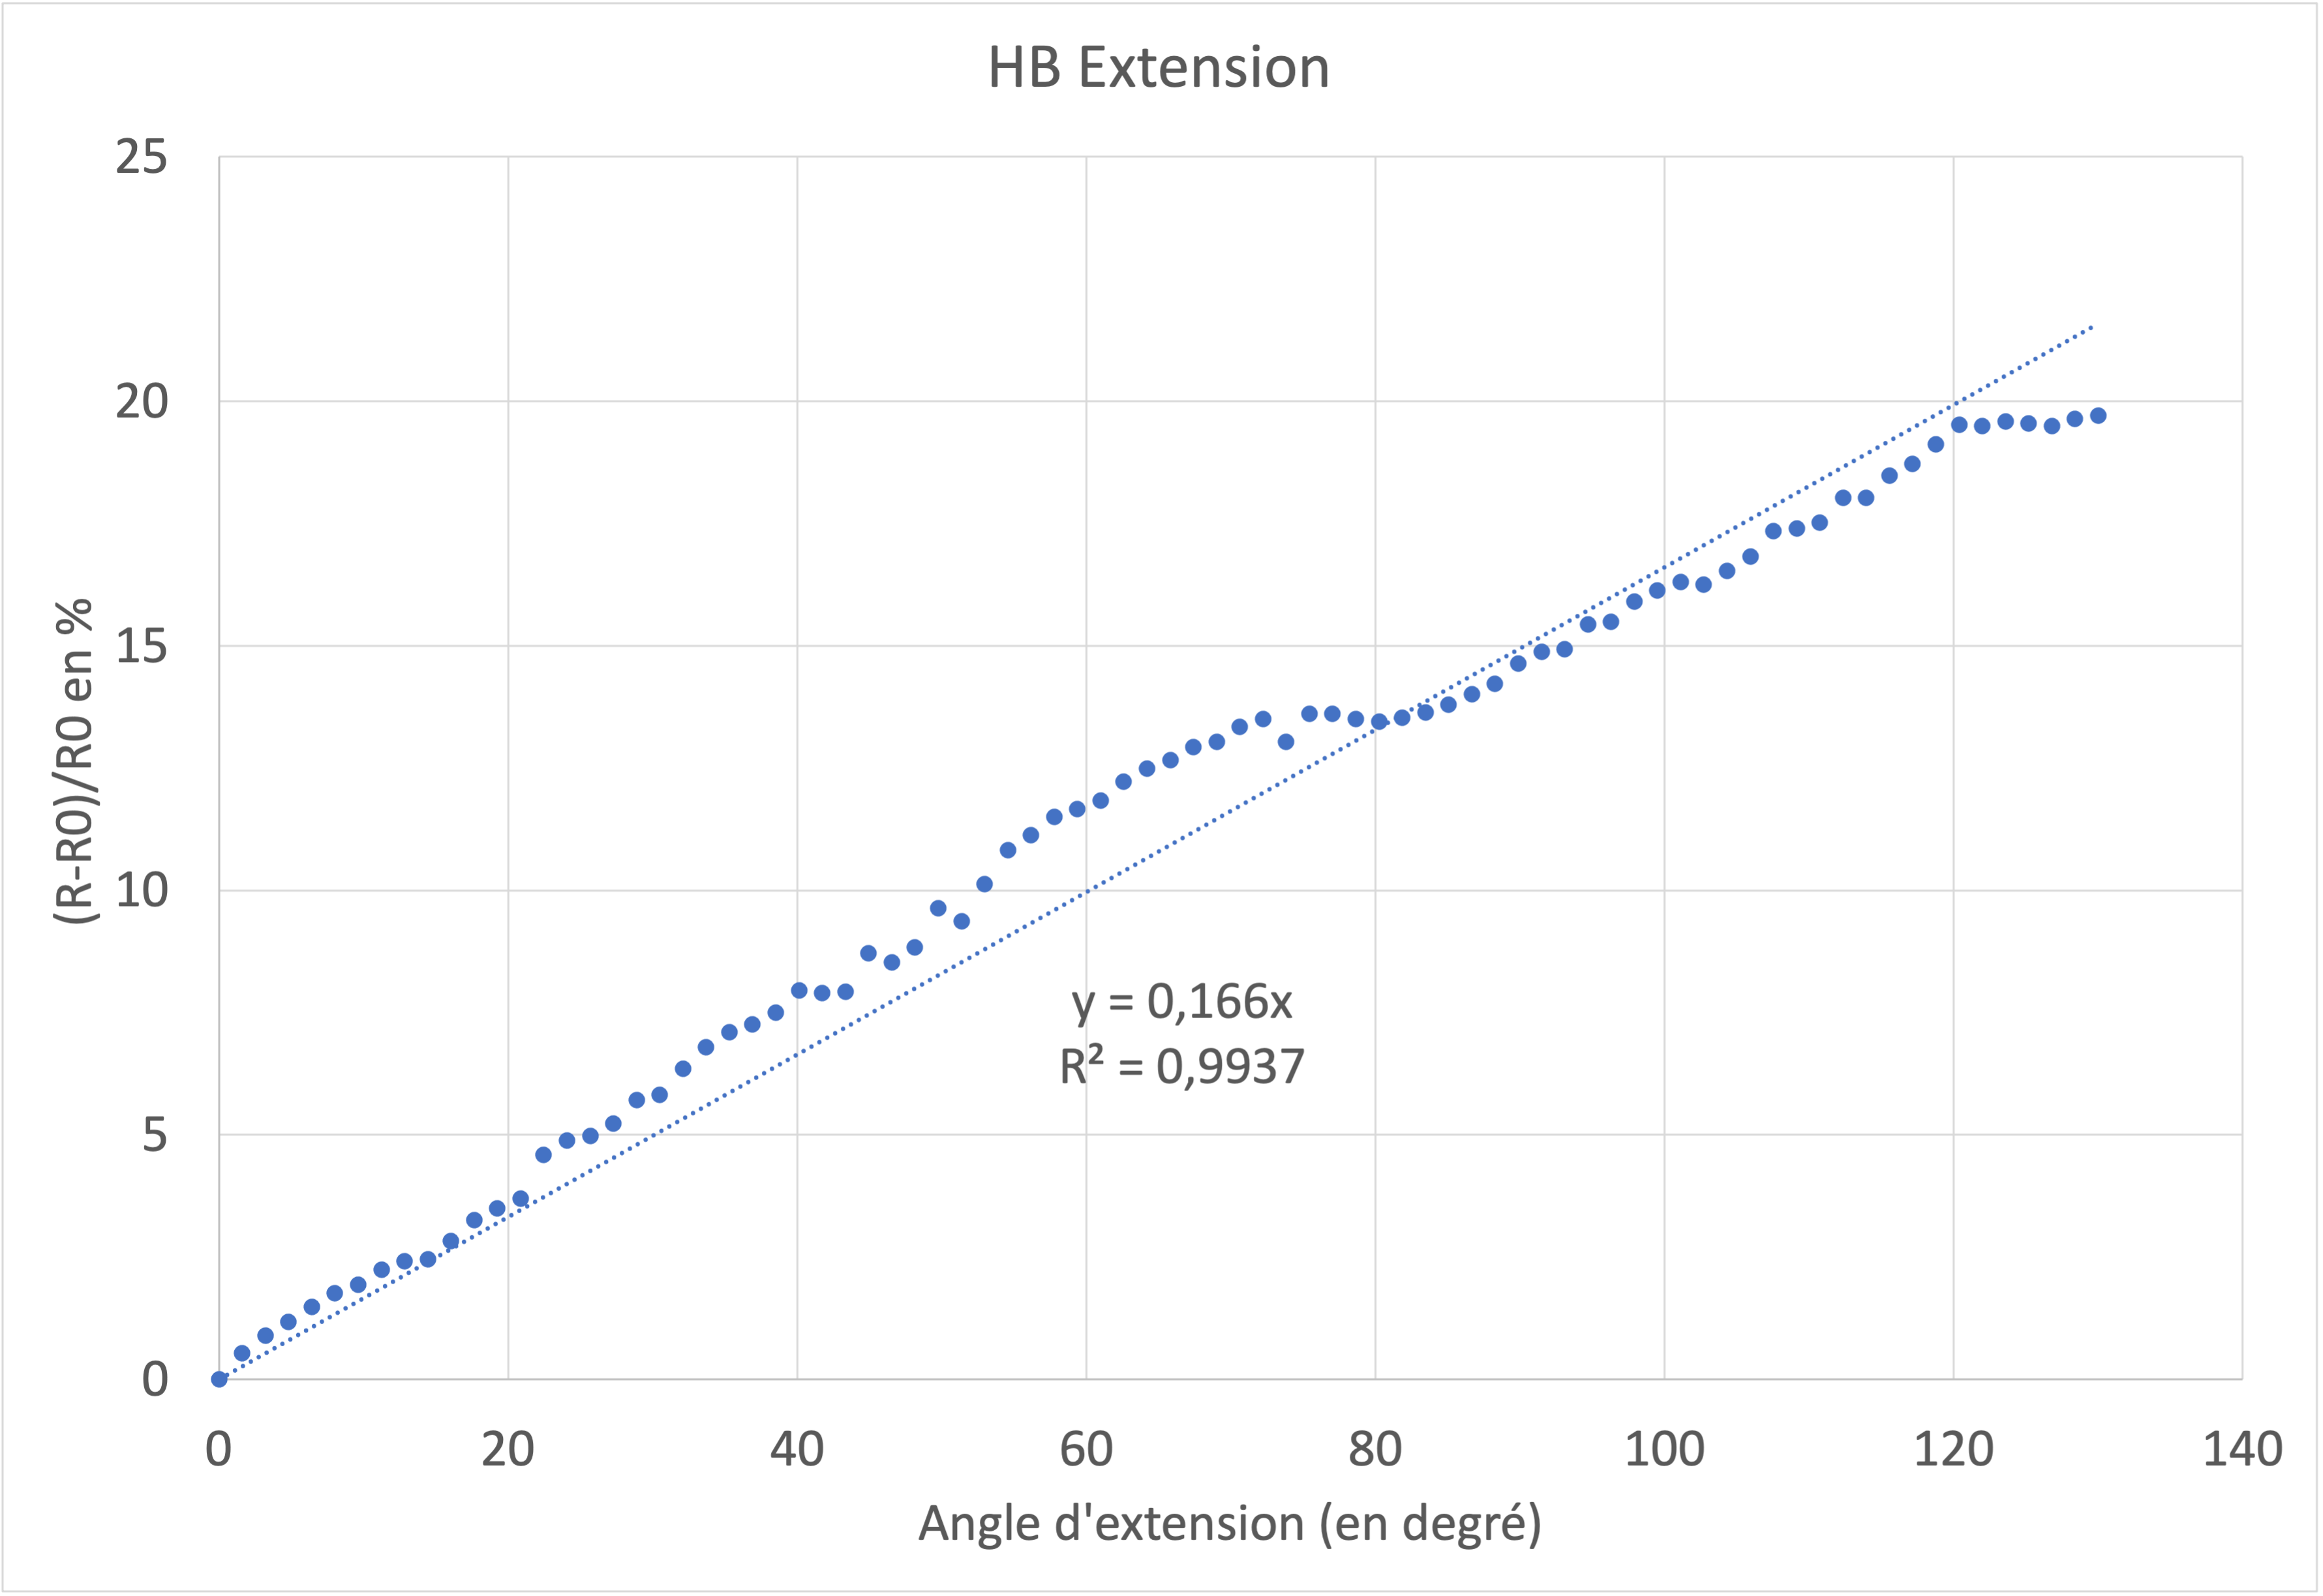 HB Extension
25
20
15
10
5
0
(R-R0)/R0 en %
y = 0,166x
R² = 0,9937
0 20 40 60 80 100 120 140
Angle d'extension (en degré)